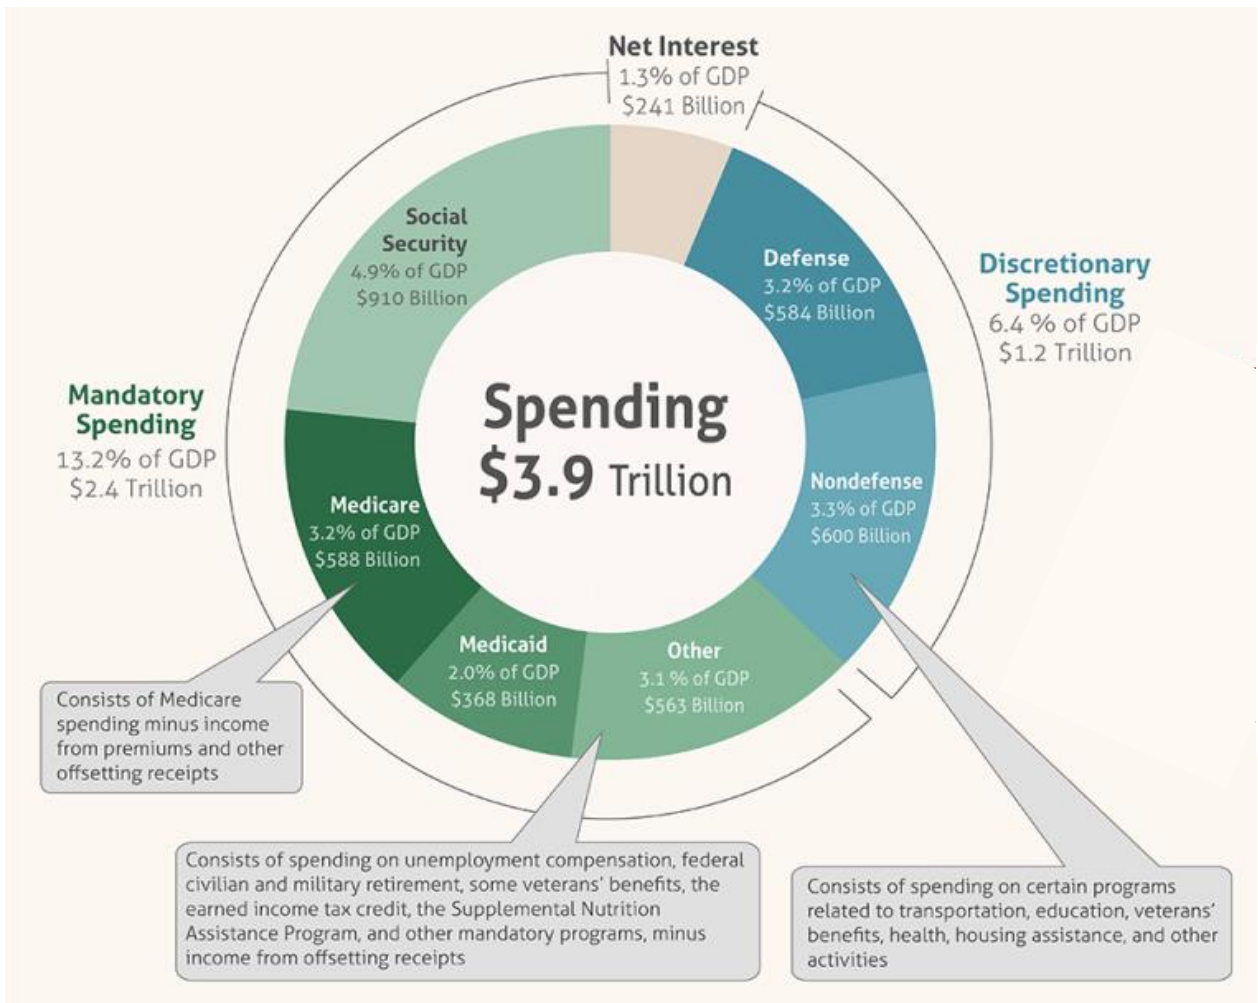 Net Interest
1.3% of GDP
$241 Billion
Social
Security
4.9% of GDP
$910 Billion
Defense
3.2% of GDP
$584 Billion
Discretionary
Spending
6.4 % of GDP
$1.2 Trillion
Mandatory
Spending
13.2% of GDP
$2.4 Trillion
Spending
$3.9 Trillion
Medicare
3.2% of GDP
$588 Billion
Nondefense
3.3% of GDP
$600 Billion
Medicaid
2.0% of GDP
$368 Billion
Other
3.1 % of GDP
$563 Billion
Consists of Medicare
spending minus income
from premiums and other
offsetting receipts
Consists of spending on unemployment compensation, federal
civilian and military retirement, some veterans' benefits, the
earned income tax credit, the Supplemental Nutrition
Assistance Program, and other mandatory programs, minus
income from offsetting receipts
Consists of spending on certain programs
related to transportation, education, veterans'
benefits, health, housing assistance, and other
activities